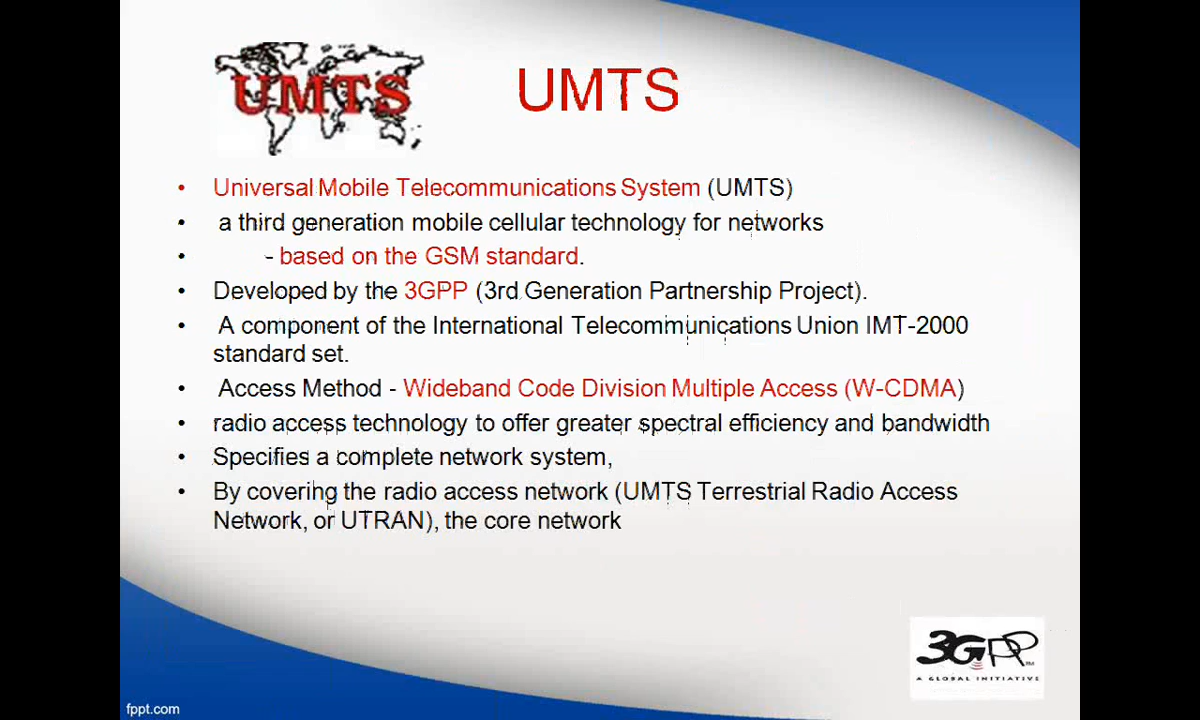 UMTS
UMTS
• Universal Mobile Telecommunications System (UMTS)
• a third generation mobile cellular technology for networks
• - based on the GSM standard.
• Developed by the 3GPP (3rd Generation Partnership Project).
• A component of the International Telecommunications Union IMT-2000
standard set.
• Access Method - Wideband Code Division Multiple Access (W-CDMA)
• radio access technology to offer greater spectral efficiency and bandwidth
• Specifies a complete network system,
• By covering the radio access network (UMTS Terrestrial Radio Access
Network, or UTRAN), the core network
3GPP TM
A GLOBAL INITIATIVE
fppt.com